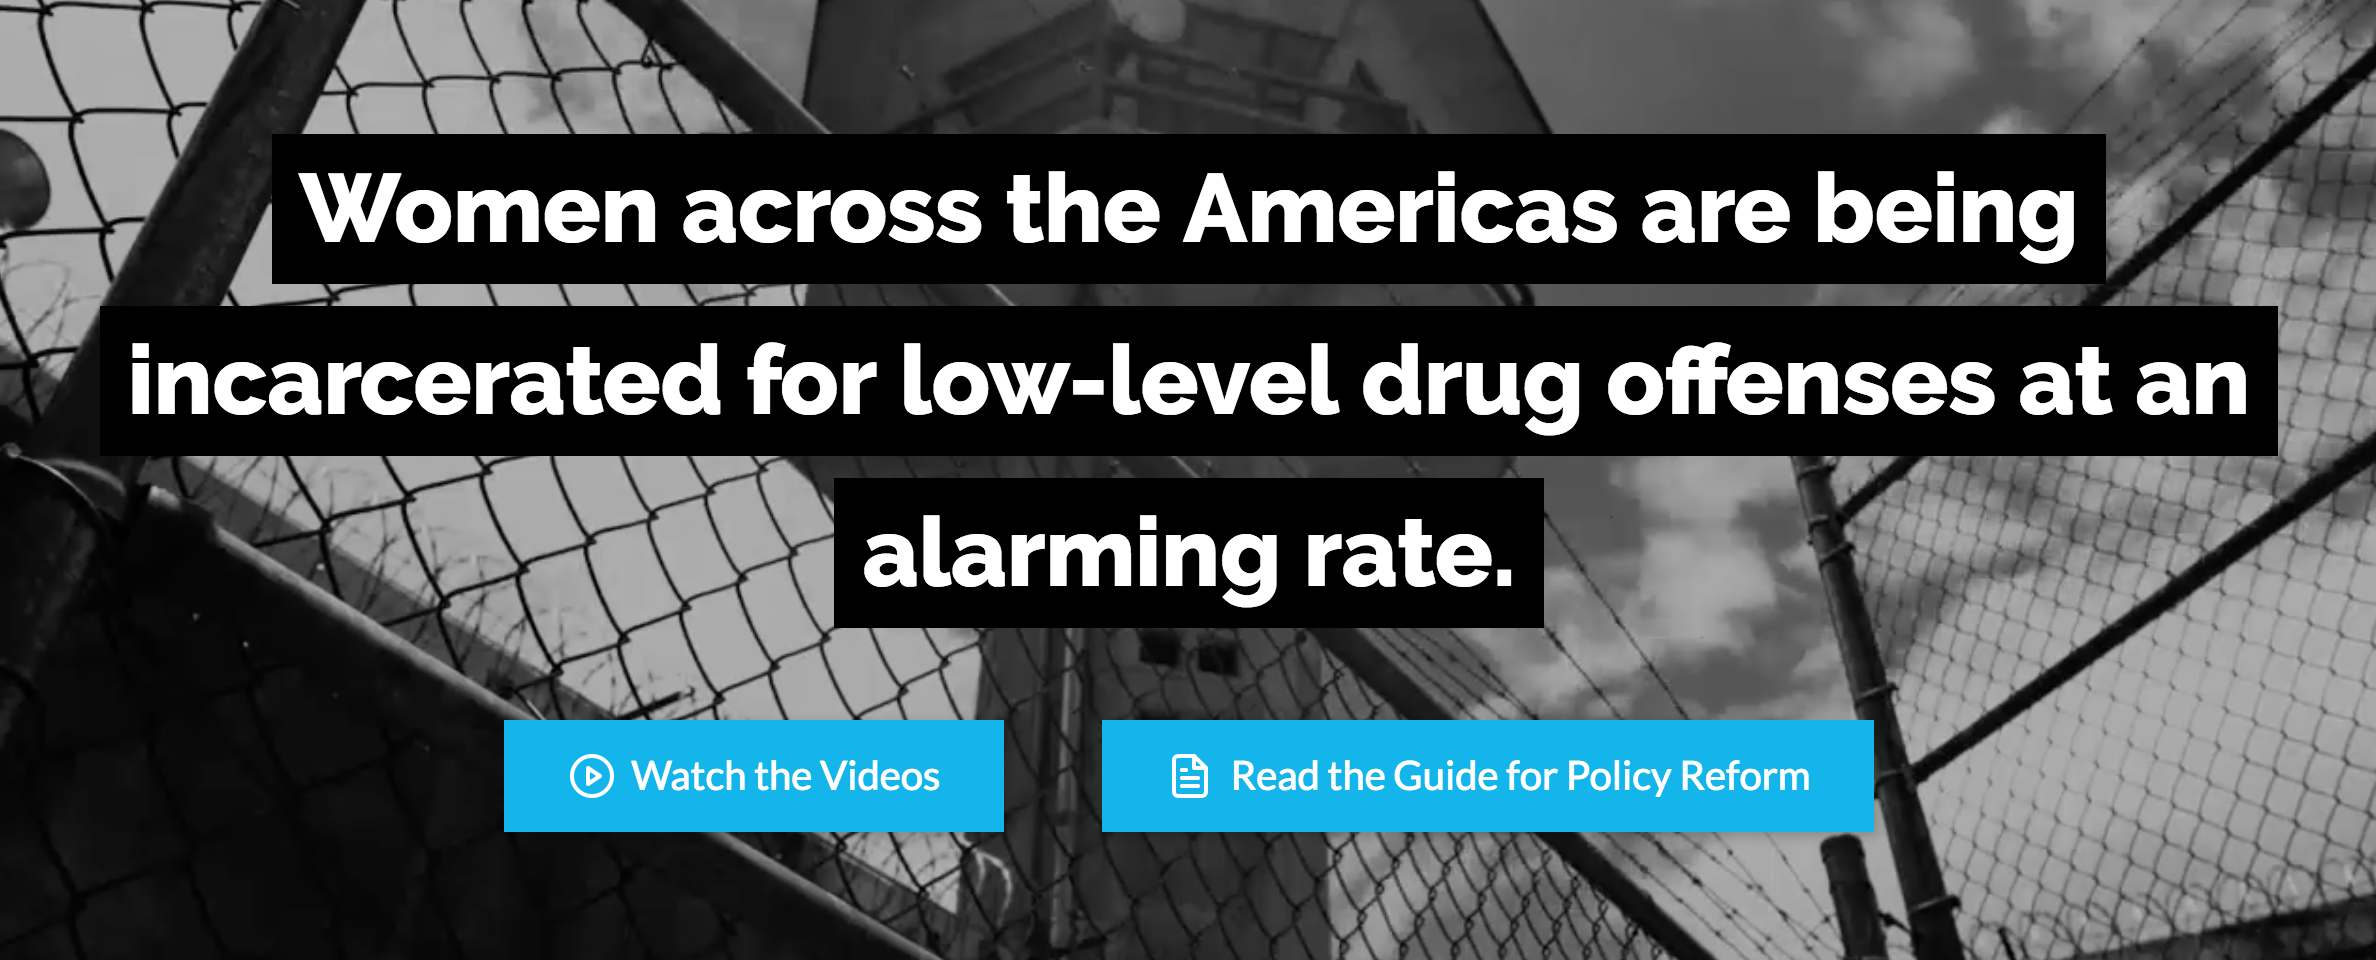 Women across the Americas are being
incarcerated for low-level drug offenses at an
alarming rate.
Watch the Videos
Read the Guide for Policy Reform